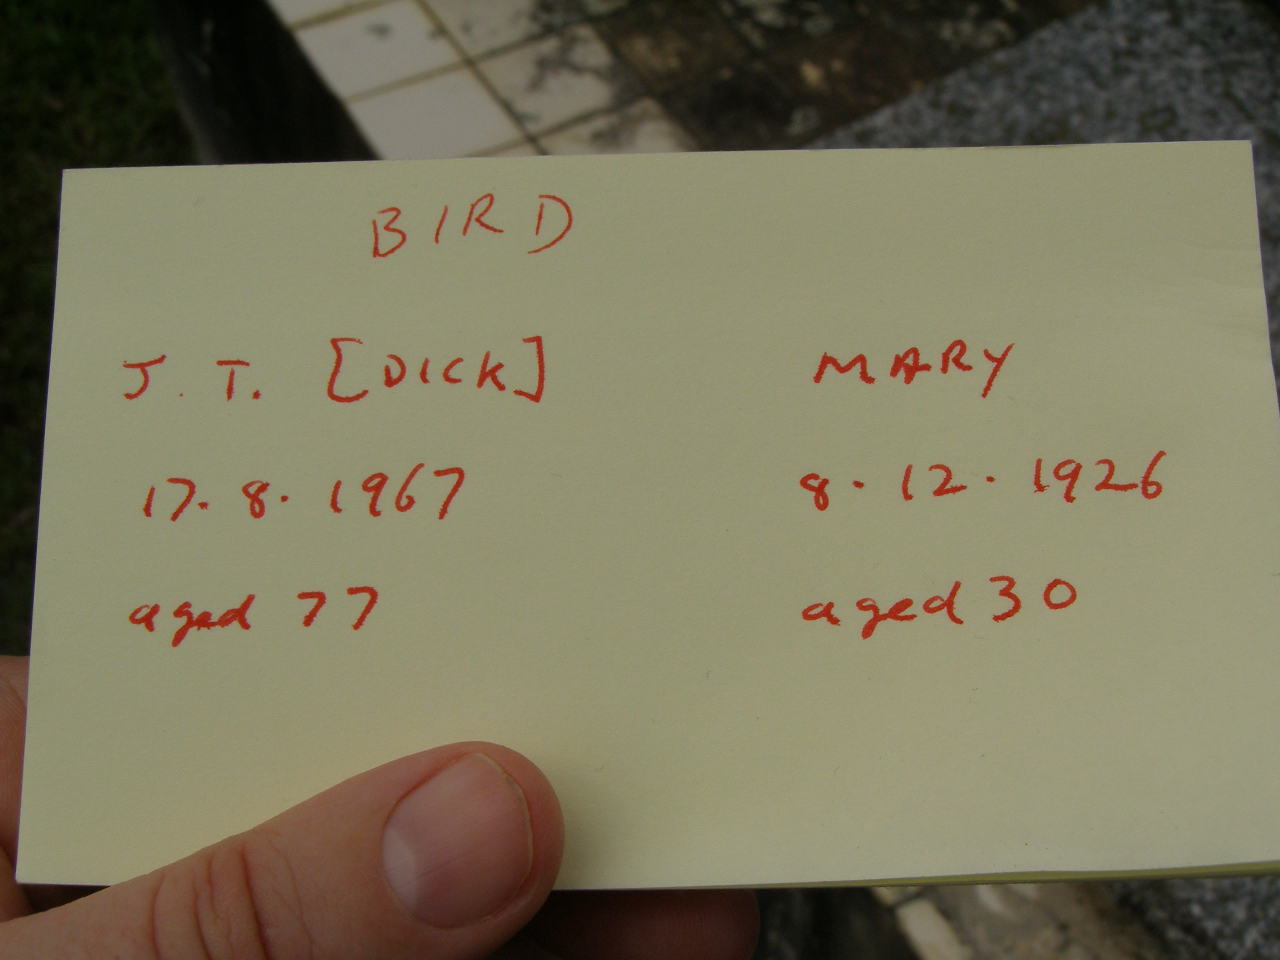 BIRD
J. T. [DICK] MARY
17. 8. 1967 8. 12. 1926
aged 77 aged 30